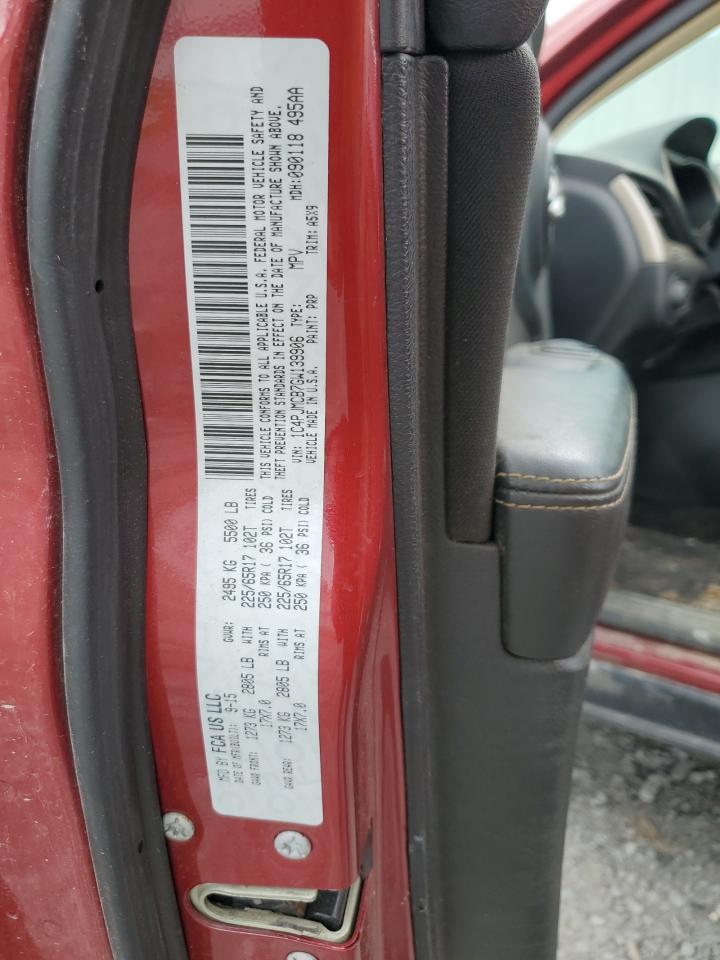 MFD BY FCA US LLC
DATE OF MFR(BUILT): 9-15 GVWR: 2495 KG 5500 LB
GAWR FRONT: 1273 KG 2805 LB WITH 225/65R17 102T TIRES
17X7.0 RIMS AT 250 KPA ( 36 PSI) COLD
GAWR REAR: 1273 KG 2805 LB WITH 225/65R17 102T TIRES
17X7.0 RIMS AT 250 KPA ( 36 PSI) COLD
THIS VEHICLE CONFORMS TO ALL APPLICABLE U.S.A. FEDERAL MOTOR VEHICLE SAFETY AND
THEFT PREVENTION STANDARDS IN EFFECT ON THE DATE OF MANUFACTURE SHOWN ABOVE.
VIN: 1C4PJMCB7GW139906 TYPE: MPV MDH:090118 495AA
VEHICLE MADE IN U.S.A. PAINT: PRP TRIM: A5X9